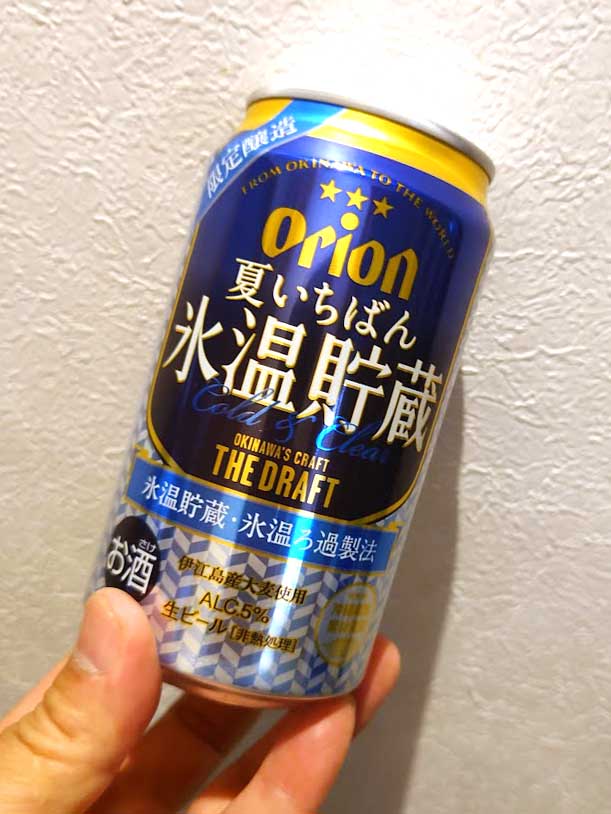 限定醸造
FROM OKINAWA TO THE WORLD
Orion
夏いちばん
氷温貯蔵
Cold & Clear
OKINAWA'S CRAFT
THE DRAFT
氷温貯蔵・氷温ろ過製法
さけ
お酒
伊江島産大麦使用
ALC.5%
生ビール[非熱処理]